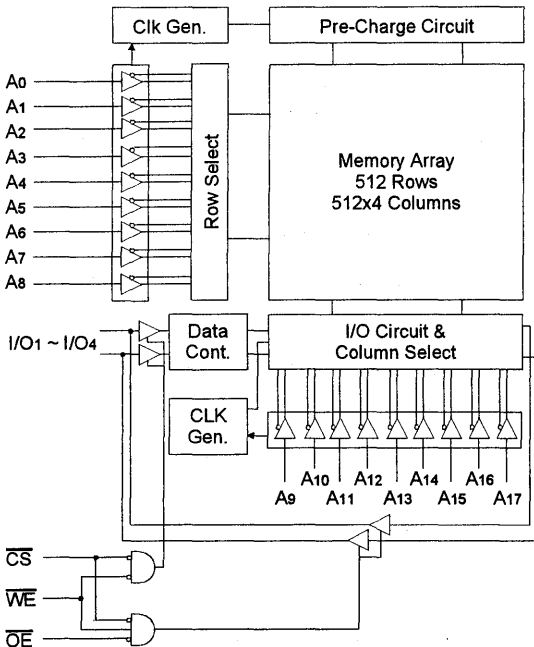 Clk Gen.
Pre-Charge Circuit
A0
A1
A2
A3
A4
A5
A6
A7
A8
Row Select
Memory Array
512 Rows
512x4 Columns
I/O1 ~ I/O4
Data
Cont.
I/O Circuit &
Column Select
CLK
Gen.
A10
A12
A14
A16
A9
A11
A13
A15
A17
CS
WE
OE